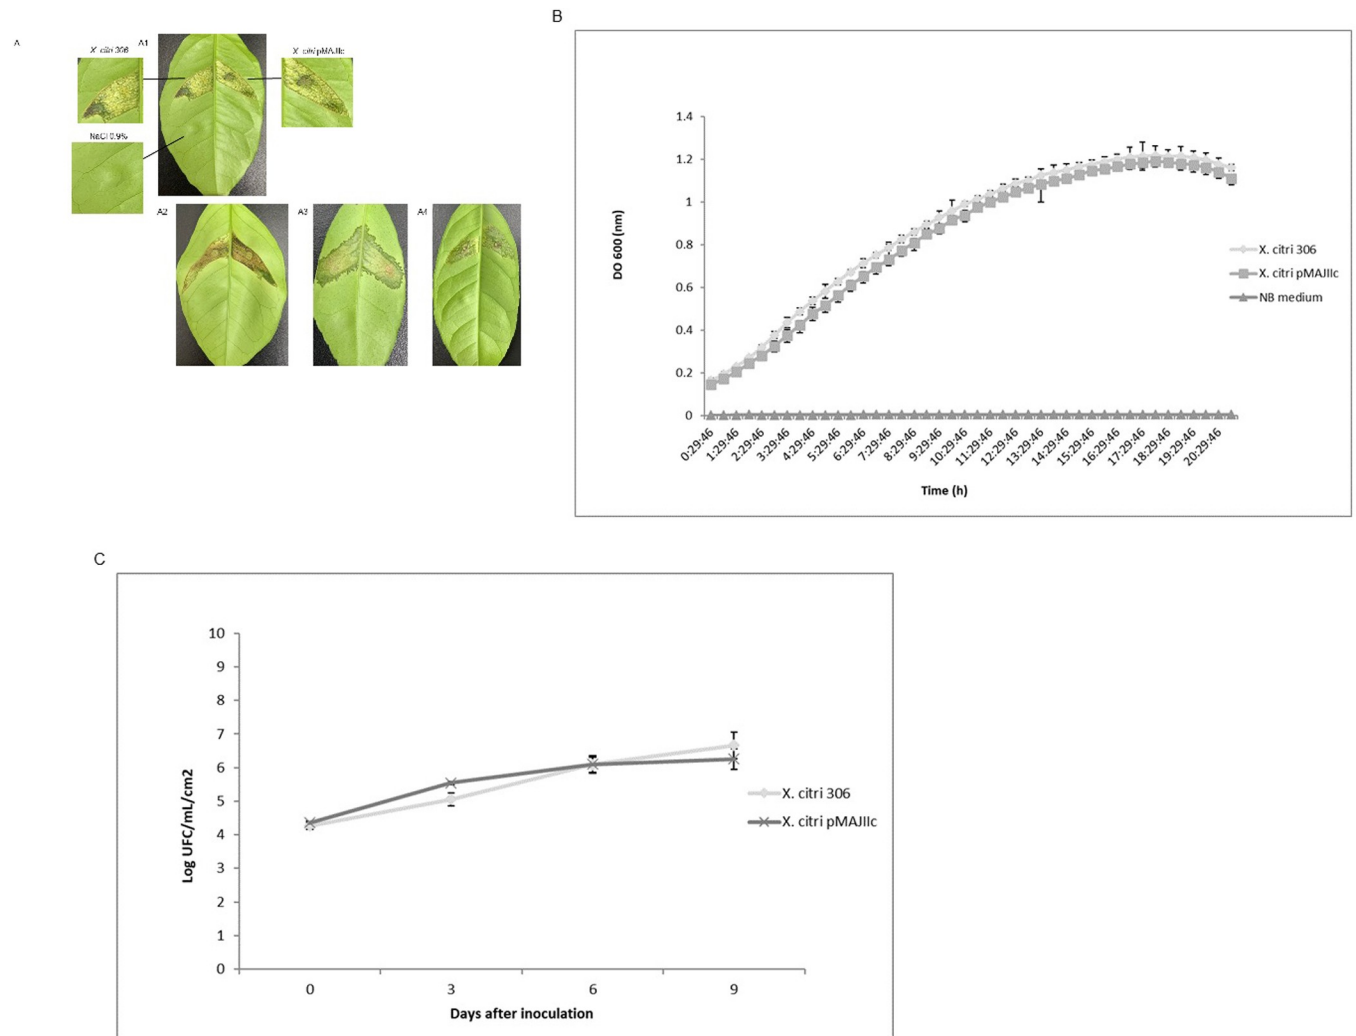 A
X. citri 306
A1
X. citri pMAJIIc
NaCl 0.9%
A2
A3
A4
B
1.4
1.2
1
0.8
0.6
0.4
0.2
0
DO 600 (nm)
0:29:46
1:29:46
2:29:46
3:29:46
4:29:46
5:29:46
6:29:46
7:29:46
8:29:46
9:29:46
10:29:46
11:29:46
12:29:46
13:29:46
14:29:46
15:29:46
16:29:46
17:29:46
18:29:46
19:29:46
20:29:46
Time (h)
X. citri 306
X. citri pMAJIIc
NB medium
C
10
9
8
7
6
5
4
3
2
1
0
Log UFC/mL/cm2
0 3 6 9
Days after inoculation
X. citri 306
X. citri pMAJIIc